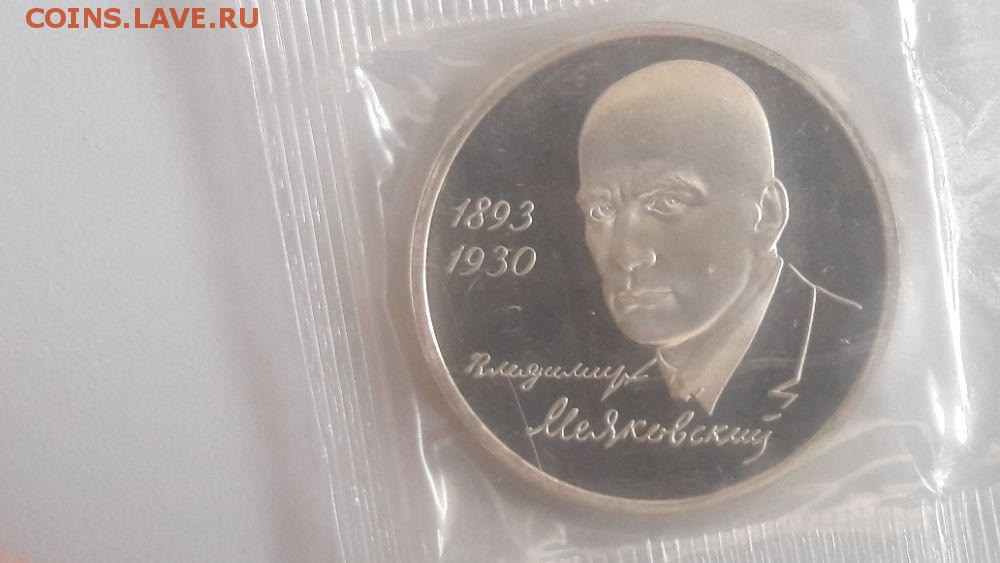 COINS.LAVE.RU
1893
1930
Владимир
Маяковский